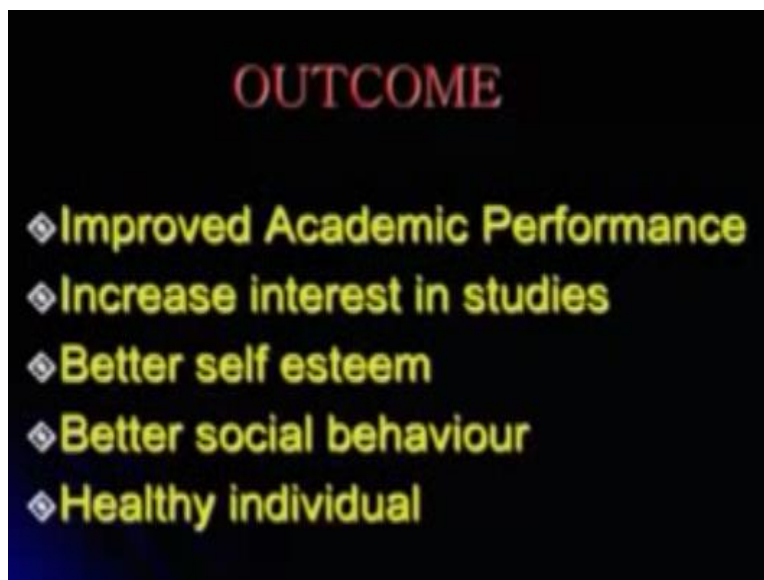 OUTCOME
Improved Academic Performance
Increase interest in studies
Better self esteem
Better social behaviour
Healthy individual